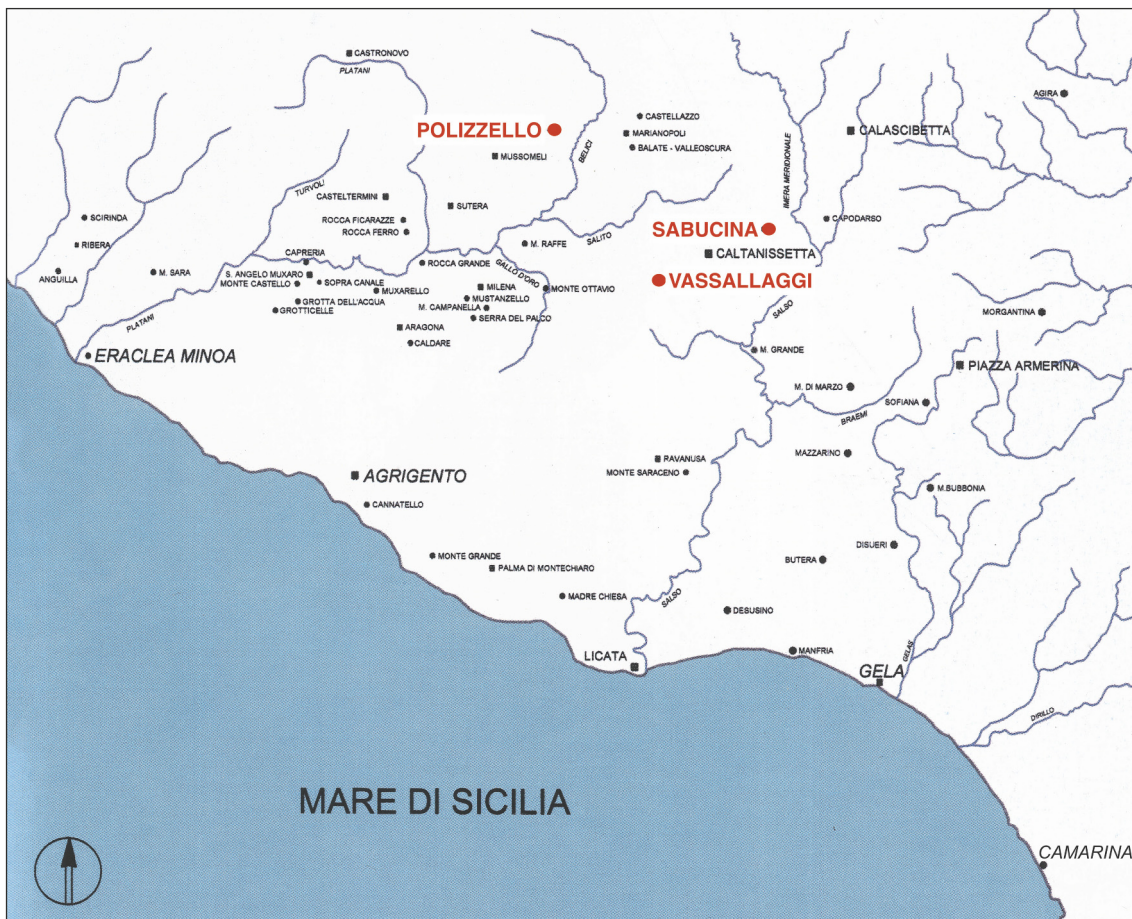 CASTRONOVO
PLATANI
AGIRA
CASTELLAZZO
POLIZZELLO
MARIANOPOLI
CALASCIBETTA
BALATE - VALLEOSCURA
BELICI
MUSSOMELI
IMERA MERIDIONALE
TURVOLI
CASTELTERMINI
SUTERA
SCIRINDA
ROCCA FICARAZZE
CAPODARSO
ROCCA FERRO
SABUCINA
RIBERA
M. RAFFE
SALITO
CALTANISSETTA
CAPRERIA
ROCCA GRANDE
GALLO D'ORO
ANGUILLA
M. SARA
S. ANGELO MUXARO
MONTE CASTELLO
SOPRA CANALE
MUXARELLO
MILENA
MONTE OTTAVIO
VASSALLAGGI
GROTTA DELL'ACQUA
MUSTANZELLO
GROTTICELLE
M. CAMPANELLA
SERRA DEL PALCO
SALSO
MORGANTINA
PLATANI
ARAGONA
CALDARE
ERACLEA MINOA
M. GRANDE
PIAZZA ARMERINA
M. DI MARZO
SOFIANA
BRAEMI
MAZZARINO
RAVANUSA
MONTE SARACENO
AGRIGENTO
M.BUBBONIA
CANNATELLO
DISUERI
MONTE GRANDE
BUTERA
PALMA DI MONTECHIARO
MADRE CHIESA
SALSO
DESUSINO
LICATA
MANFRIA
GELAS
GELA
DIRILLO
MARE DI SICILIA
CAMARINA